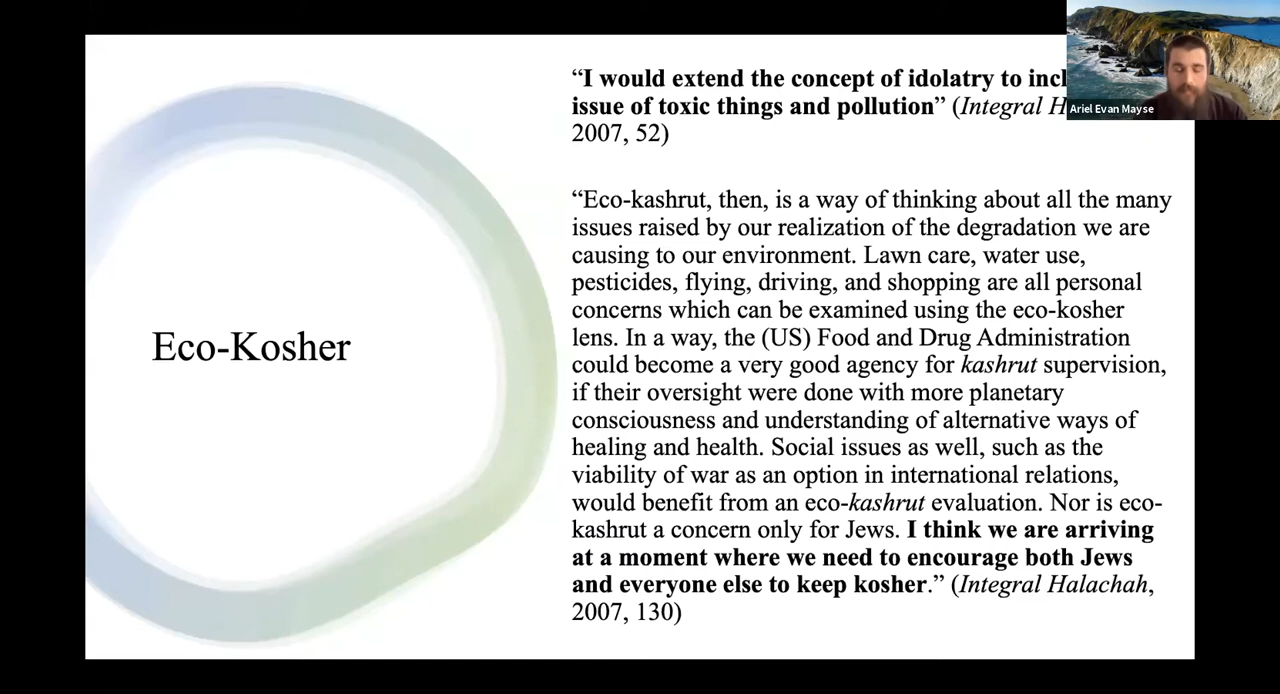 Eco-Kosher
“I would extend the concept of idolatry to
issue of toxic things and pollution” (Integral
2007, 52)
“Eco-kashrut, then, is a way of thinking about all the many
issues raised by our realization of the degradation we are
causing to our environment. Lawn care, water use,
pesticides, flying, driving, and shopping are all personal
concerns which can be examined using the eco-kosher
lens. In a way, the (US) Food and Drug Administration
could become a very good agency for kashrut supervision,
if their oversight were done with more planetary
consciousness and understanding of alternative ways of
healing and health. Social issues as well, such as the
viability of war as an option in international relations,
would benefit from an eco-kashrut evaluation. Nor is eco-
kashrut a concern only for Jews. I think we are arriving
at a moment where we need to encourage both Jews
and everyone else to keep kosher.” (Integral Halachah,
2007, 130)
Ariel Evan Mayse